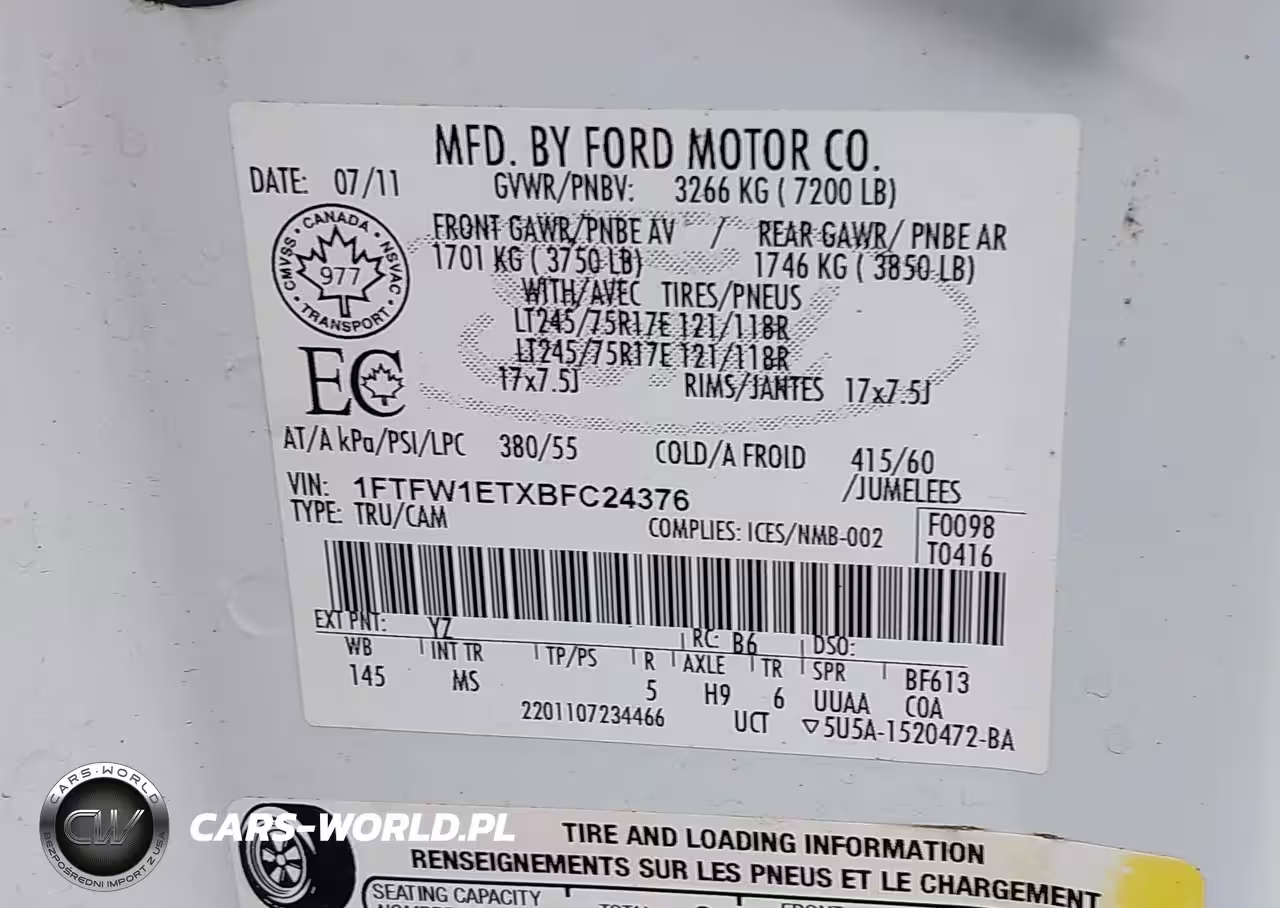 MFD. BY FORD MOTOR CO.
DATE: 07/11
GVWR/PNBV: 3266 KG ( 7200 LB)
FRONT GAWR/PNBE AV / REAR GAWR/ PNBE AR
1701 KG ( 3750 LB) 1746 KG ( 3850 LB)
WITH/AVEC TIRES/PNEUS
LT245/75R17E 121/118R
LT245/75R17E 121/118R
17x7.5J RIMS/JANTES 17x7.5J
CANADA
CMVSS NSVAC
977
TRANSPORT
EC
AT/A kPa/PSI/LPC 380/55 COLD/A FROID 415/60
/JUMELEES
VIN: 1FTFW1ETXBFC24376
TYPE: TRU/CAM
COMPLIES: ICES/NMB-002
F0098
T0416
EXT PNT: YZ RC: B6 DSO:
WB INT TR TP/PS R AXLE TR SPR BF613
145 MS 5 H9 6 UUAA COA
2201107234466 UCT ▽5U5A-1520472-BA
CARS-WORLD
CW
BEZPOŚREDNI IMPORT Z USA
CARS-WORLD.PL
TIRE AND LOADING INFORMATION
RENSEIGNEMENTS SUR LES PNEUS ET LE CHARGEMENT
SEATING CAPACITY